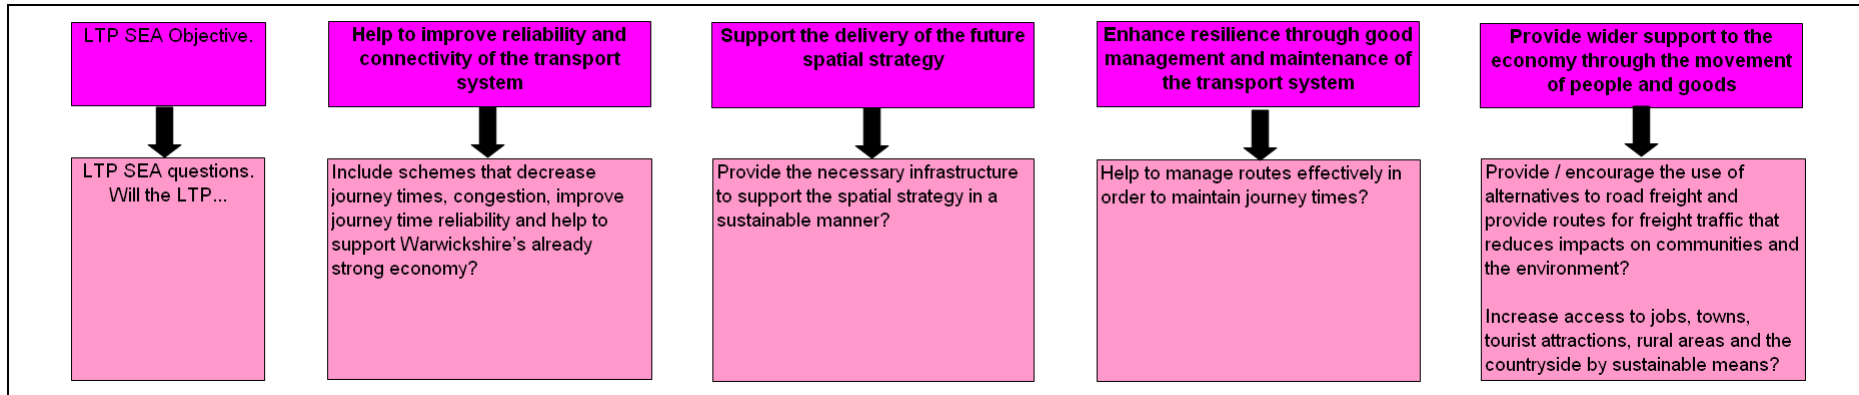 LTP SEA Objective.
Help to improve reliability and
connectivity of the transport
system
Support the delivery of the future
spatial strategy
Enhance resilience through good
management and maintenance of
the transport system
Provide wider support to the
economy through the movement
of people and goods
LTP SEA questions.
Will the LTP...
Include schemes that decrease
journey times, congestion, improve
journey time reliability and help to
support Warwickshire's already
strong economy?
Provide the necessary infrastructure
to support the spatial strategy in a
sustainable manner?
Help to manage routes effectively in
order to maintain journey times?
Provide / encourage the use of
alternatives to road freight and
provide routes for freight traffic that
reduces impacts on communities and
the environment?
Increase access to jobs, towns,
tourist attractions, rural areas and the
countryside by sustainable means?